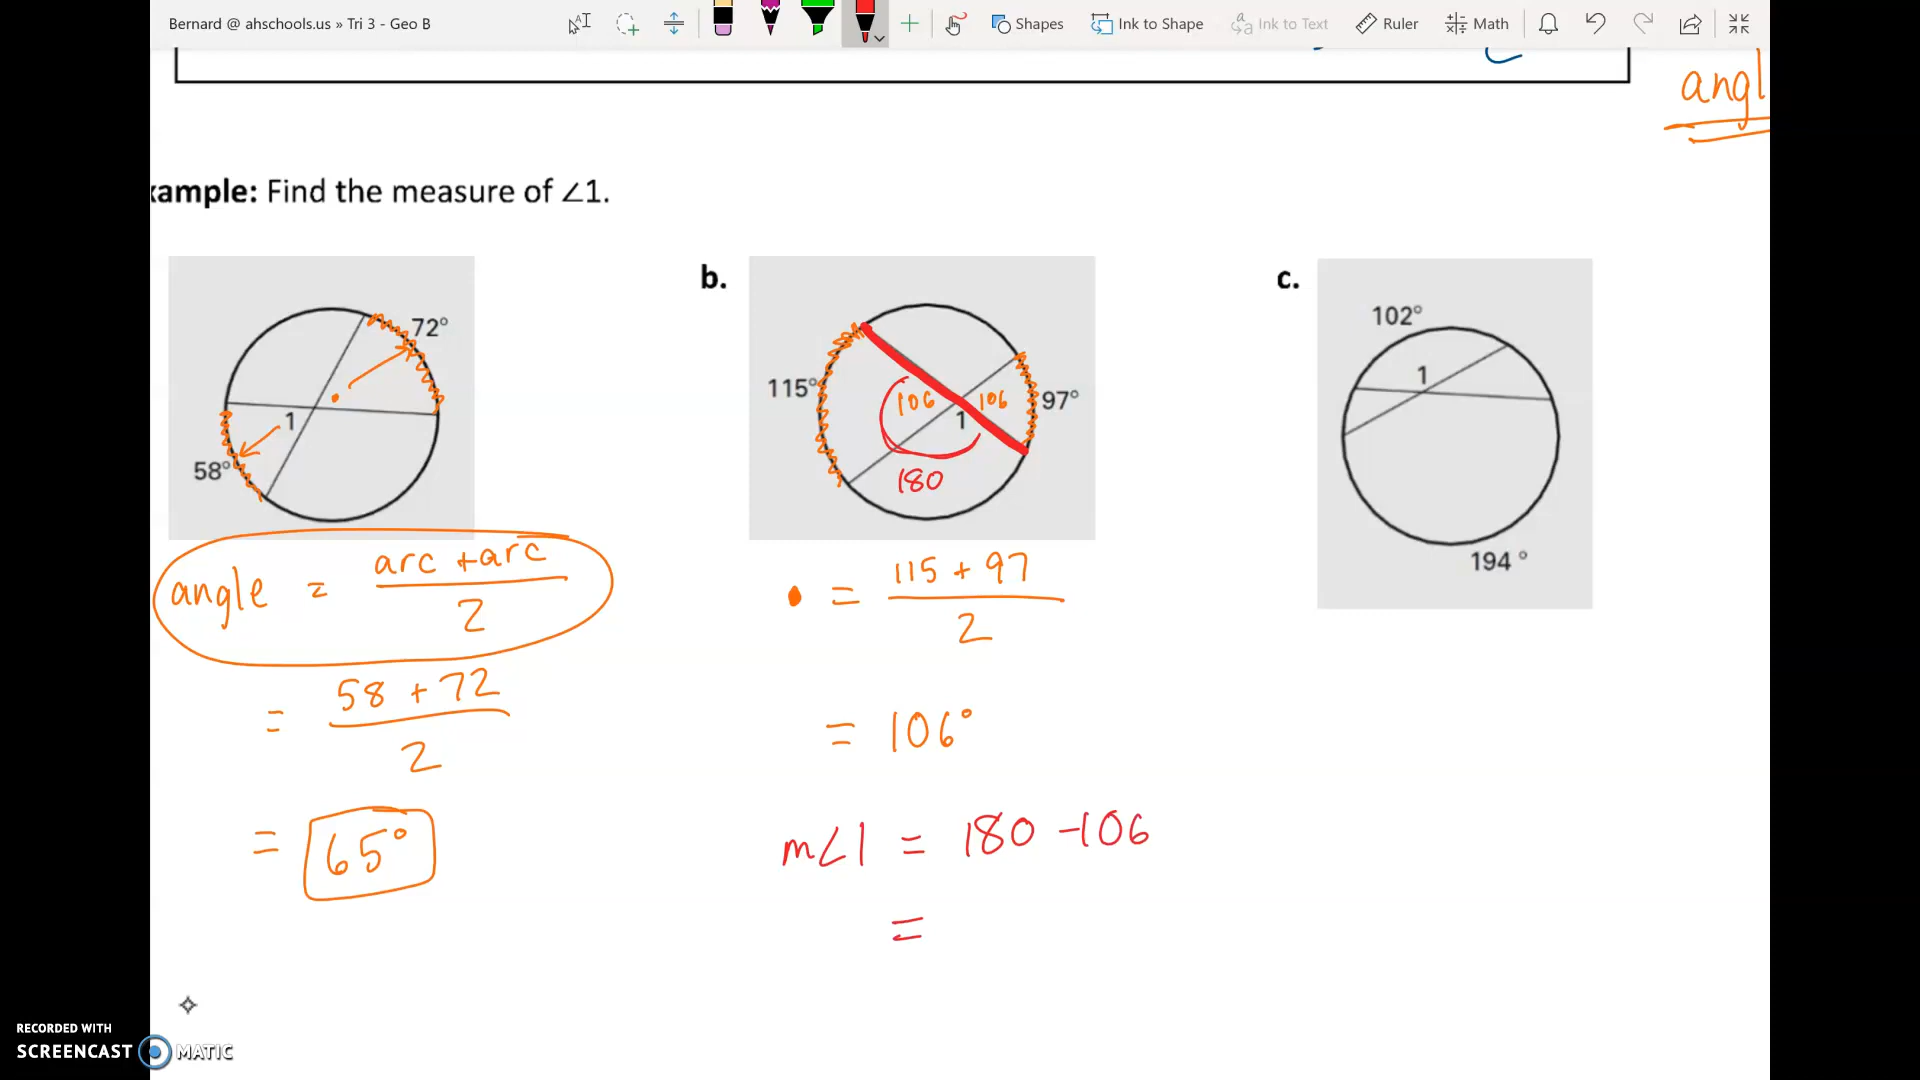 Bernard @ ahschools.us » Tri 3 - Geo B
Shapes
Ink to Shape
Ink to Text
Ruler
Math
angl
xample: Find the measure of ∠1.
72°
1
58°
angle = arc + arc / 2
= 58 + 72 / 2
= 65°
b.
115°
106
106
1
97°
180
• = 115 + 97 / 2
= 106°
m∠1 = 180 - 106
=
c.
102°
1
194°
RECORDED WITH
SCREENCAST MATIC